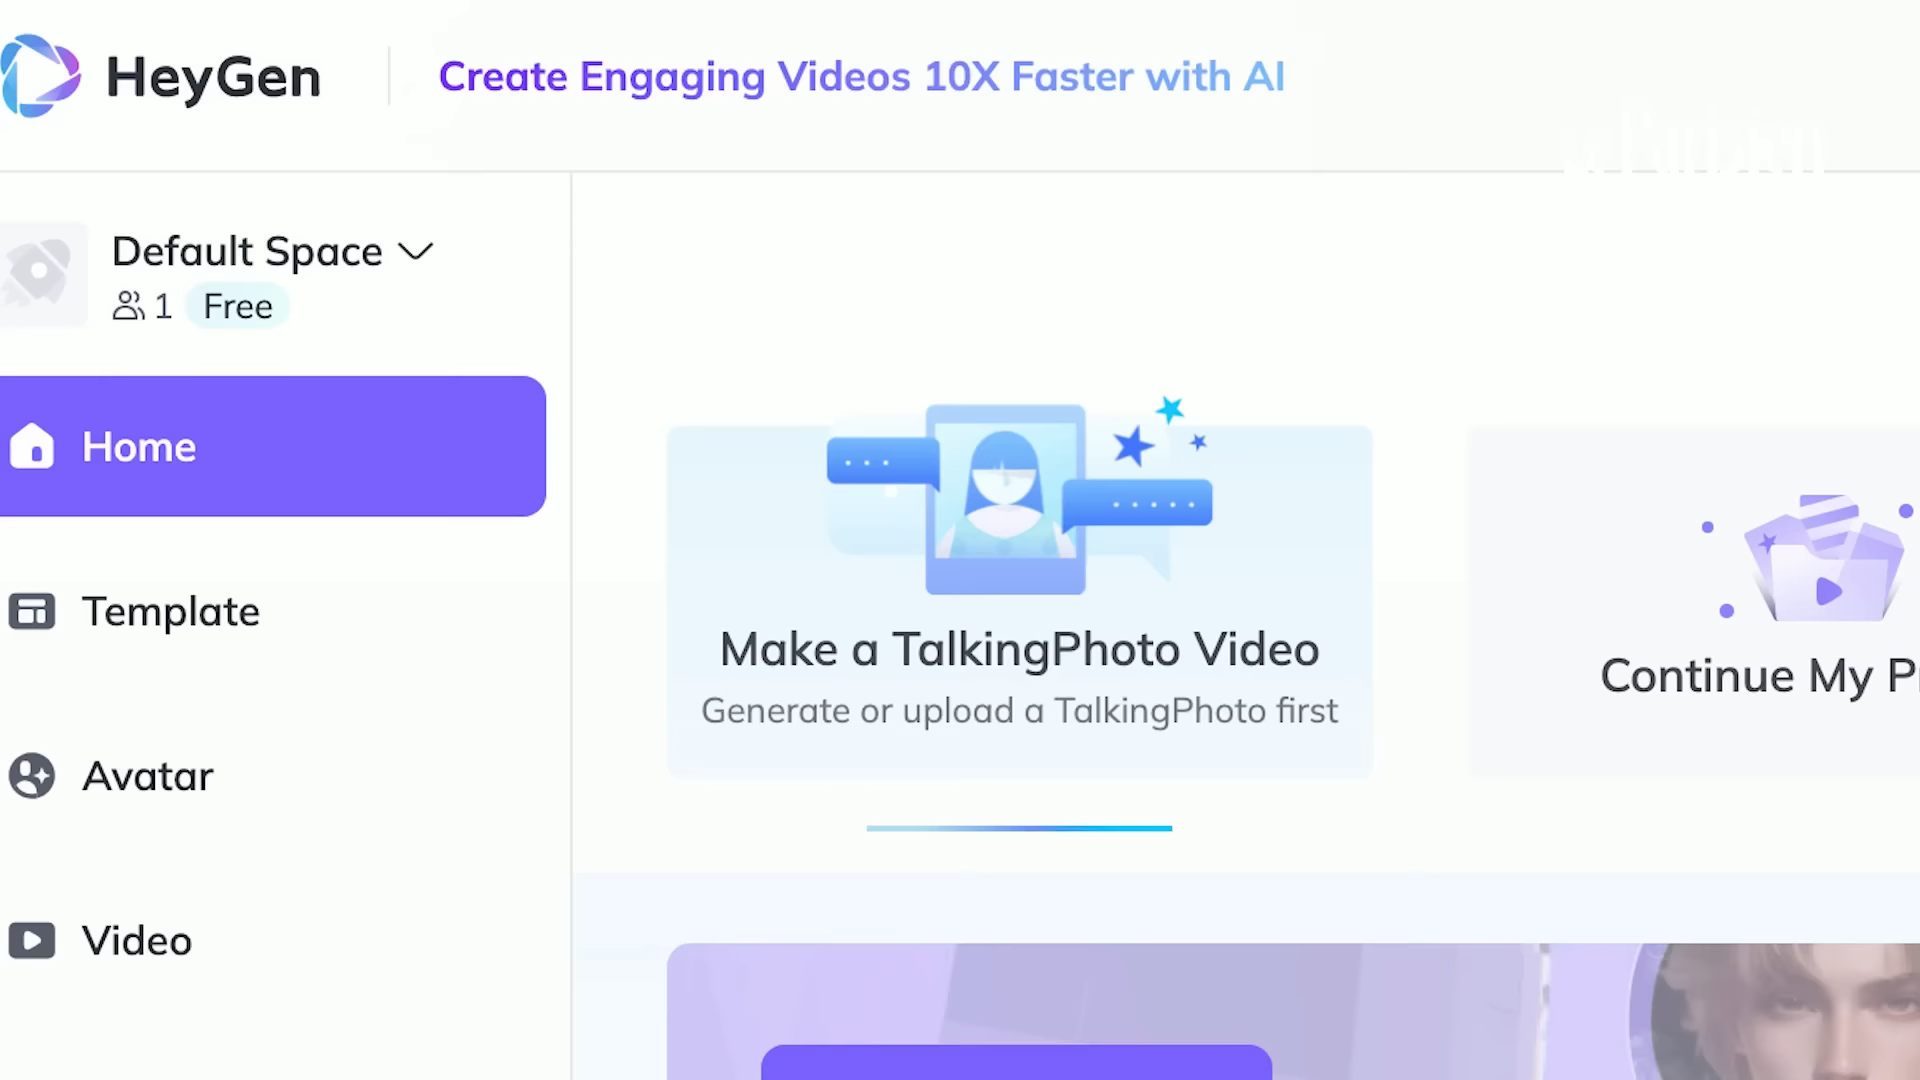 HeyGen
Create Engaging Videos 10X Faster with AI
Default Space
1 Free
Home
Template
Avatar
Video
Make a TalkingPhoto Video
Generate or upload a TalkingPhoto first
Continue My